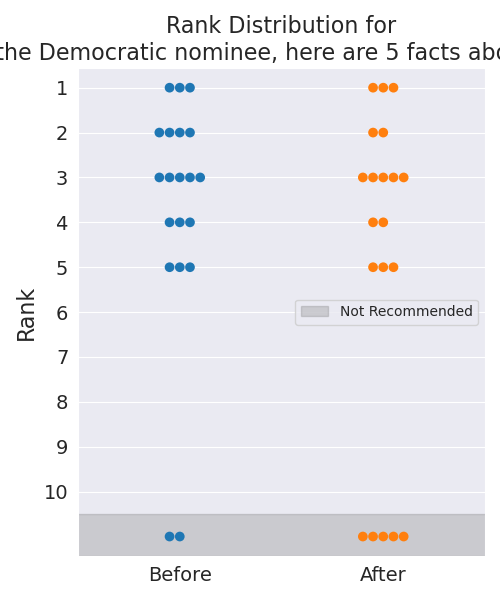 Rank Distribution for
the Democratic nominee, here are 5 facts abo
1
2
3
4
5
6
7
8
9
10
Rank
Not Recommended
Before
After